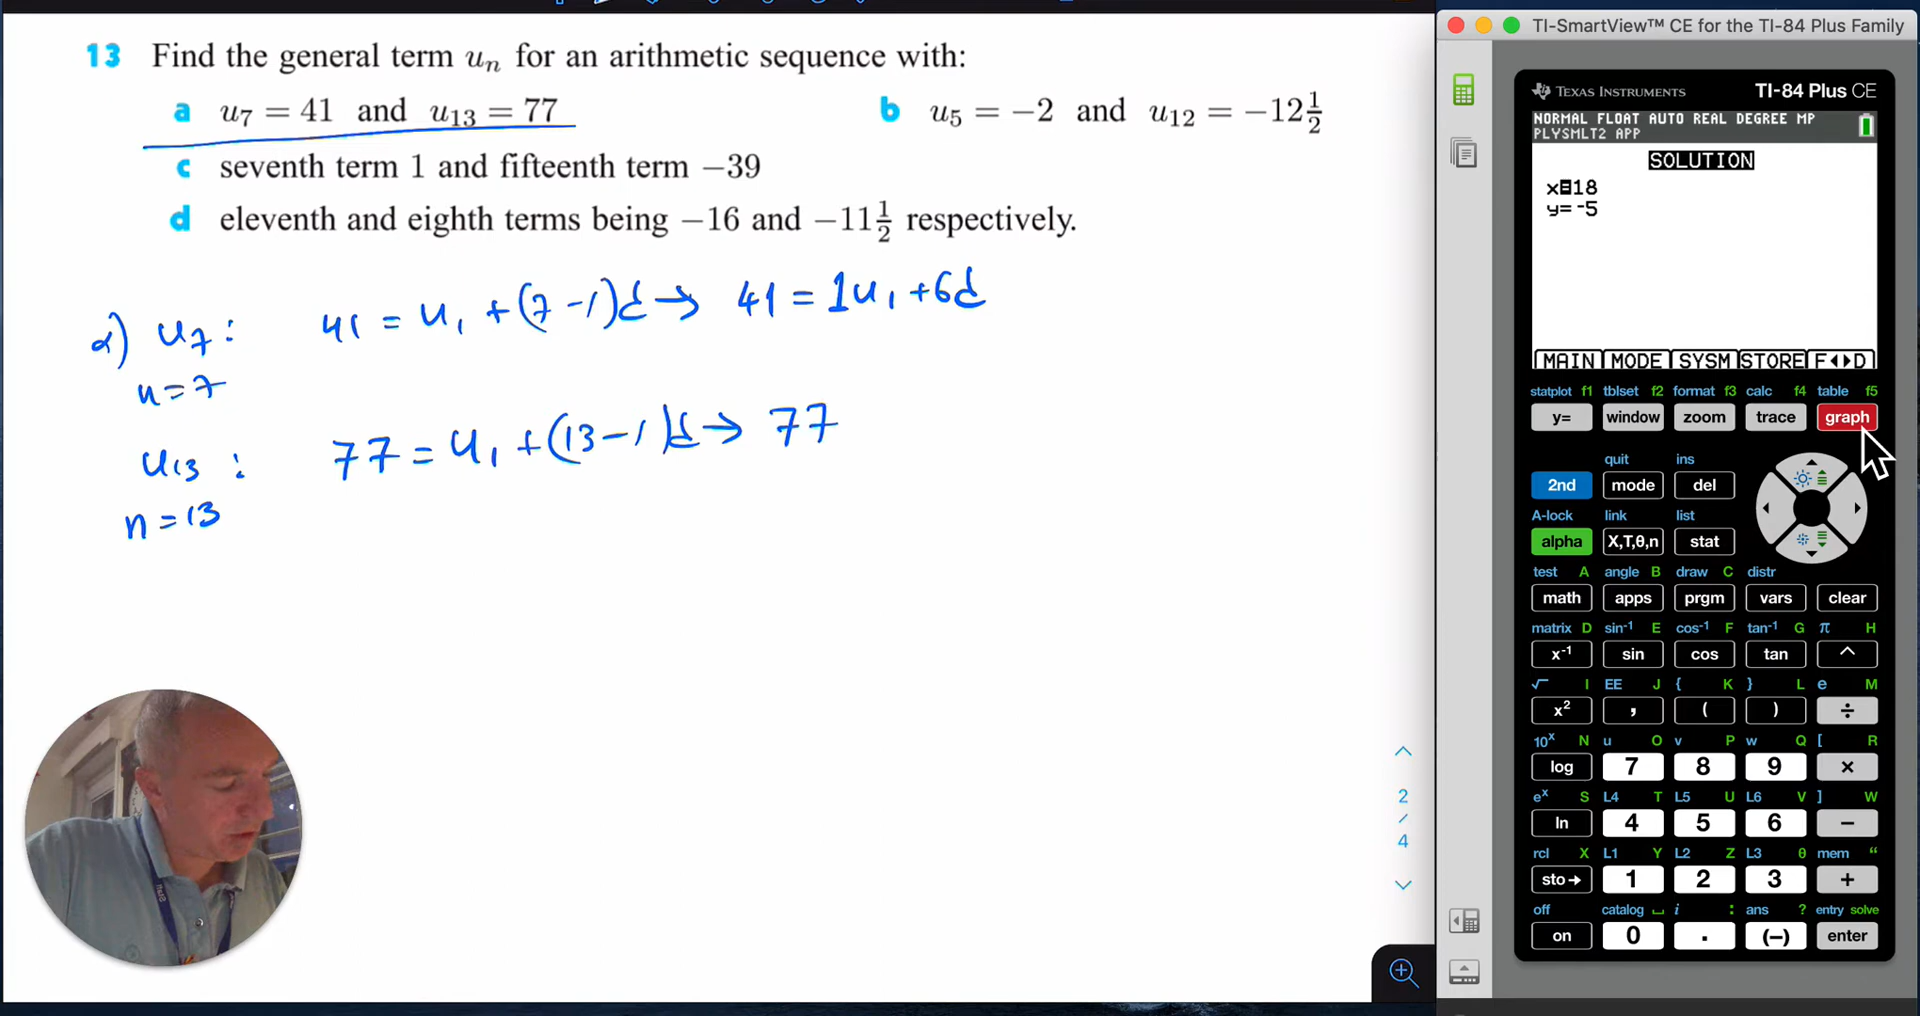 13 Find the general term uₙ for an arithmetic sequence with:
a u₇ = 41 and u₁₃ = 77
b u₅ = −2 and u₁₂ = −12½
c seventh term 1 and fifteenth term −39
d eleventh and eighth terms being −16 and −11½ respectively.
a) u₇ : 41 = u₁ + (7 −1)d → 41 = 1u₁ + 6d
n = 7
u₁₃ : 77 = u₁ + (13 −1)d → 77
n = 13
2
/
4
TI-SmartView™ CE for the TI-84 Plus Family
TEXAS INSTRUMENTS TI-84 Plus CE
NORMAL FLOAT AUTO REAL DEGREE MP
PLYSMLT2 APP
SOLUTION
x=18
y=-5
MAIN MODE SYSM STORE F◄►D
statplot f1 tblset f2 format f3 calc f4 table f5
y= window zoom trace graph
quit ins
2nd mode del
A-lock link list
alpha X,T,θ,n stat
test A angle B draw C distr
math apps prgm vars clear
matrix D sin⁻¹ E cos⁻¹ F tan⁻¹ G π H
x⁻¹ sin cos tan ^
√ I EE J { K } L e M
x² , ( ) ÷
10ˣ N u O v P w Q [ R
log 7 8 9 ×
eˣ S L4 T L5 U L6 V ] W
ln 4 5 6 −
rcl X L1 Y L2 Z L3 θ mem “
sto→ 1 2 3 +
off catalog ⎵ i : ans ? entry solve
on 0 . (−) enter